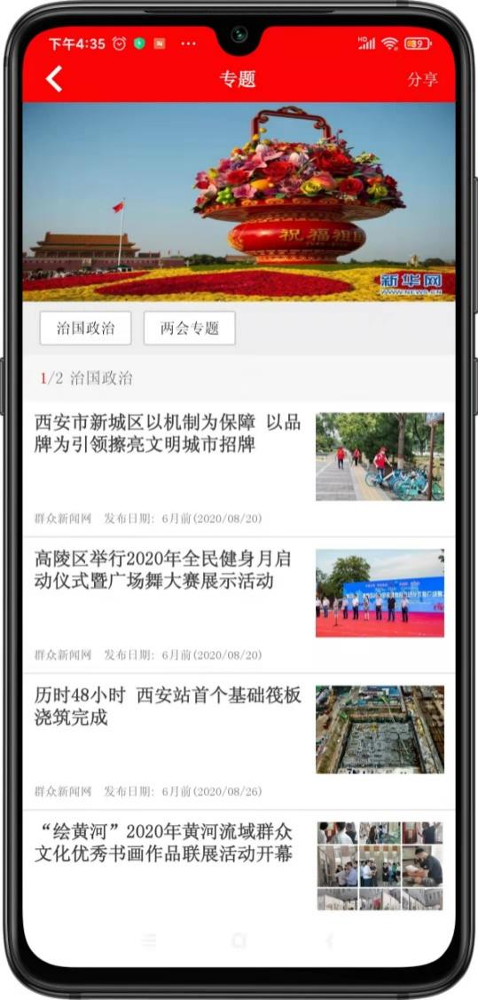 下午4:35
HD
39
专题
分享
祝福祖国
新华网
WWW.NEWS.CN
治国政治
两会专题
1/2 治国政治
西安市新城区以机制为保障 以品
牌为引领擦亮文明城市招牌
群众新闻网 发布日期: 6月前(2020/08/20)
高陵区举行2020年全民健身月启
动仪式暨广场舞大赛展示活动
群众新闻网 发布日期: 6月前(2020/08/20)
历时48小时 西安站首个基础筏板
浇筑完成
群众新闻网 发布日期: 6月前(2020/08/26)
“绘黄河”2020年黄河流域群众
文化优秀书画作品联展活动开幕